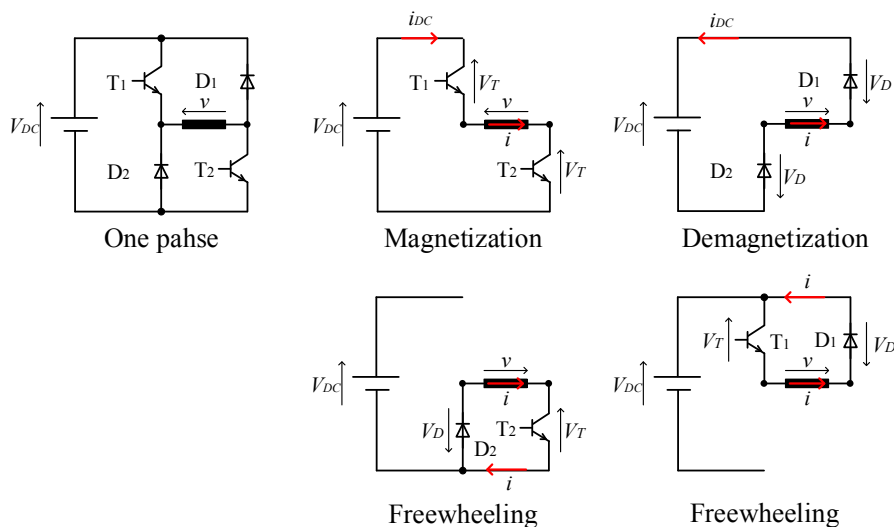 T1
D1
v
VDC
D2
T2
One pahse
iDC
T1
VT
v
VDC
i
T2
VT
Magnetization
iDC
D1
VD
v
VDC
i
D2
VD
Demagnetization
v
VDC
i
VD
D2
T2
VT
i
Freewheeling
i
VT
T1
D1
VD
v
VDC
i
Freewheeling